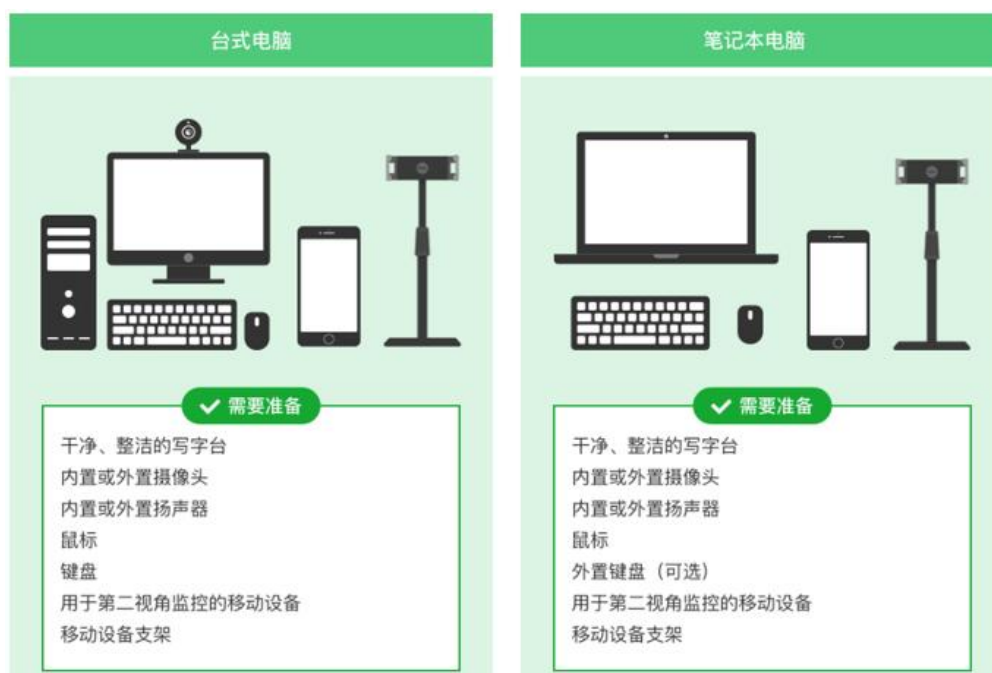 台式电脑
需要准备
干净、整洁的写字台
内置或外置摄像头
内置或外置扬声器
鼠标
键盘
用于第二视角监控的移动设备
移动设备支架
笔记本电脑
需要准备
干净、整洁的写字台
内置或外置摄像头
内置或外置扬声器
鼠标
外置键盘（可选）
用于第二视角监控的移动设备
移动设备支架